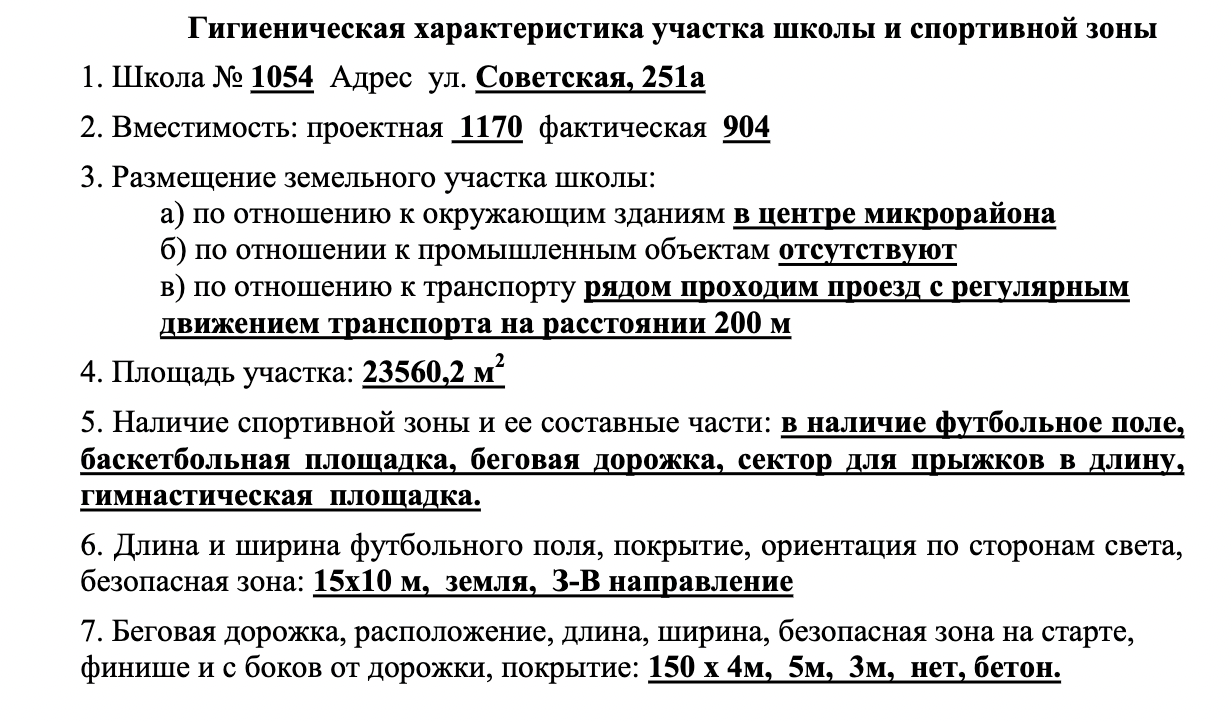 Гигиеническая характеристика участка школы и спортивной зоны
1. Школа № 1054 Адрес ул. Советская, 251а
2. Вместимость: проектная 1170 фактическая 904
3. Размещение земельного участка школы:
а) по отношению к окружающим зданиям в центре микрорайона
б) по отношении к промышленным объектам отсутствуют
в) по отношению к транспорту рядом проходим проезд с регулярным
движением транспорта на расстоянии 200 м
4. Площадь участка: 23560,2 м²
5. Наличие спортивной зоны и ее составные части: в наличие футбольное поле,
баскетбольная площадка, беговая дорожка, сектор для прыжков в длину,
гимнастическая площадка.
6. Длина и ширина футбольного поля, покрытие, ориентация по сторонам света,
безопасная зона: 15х10 м, земля, З-В направление
7. Беговая дорожка, расположение, длина, ширина, безопасная зона на старте,
финише и с боков от дорожки, покрытие: 150 х 4м, 5м, 3м, нет, бетон.